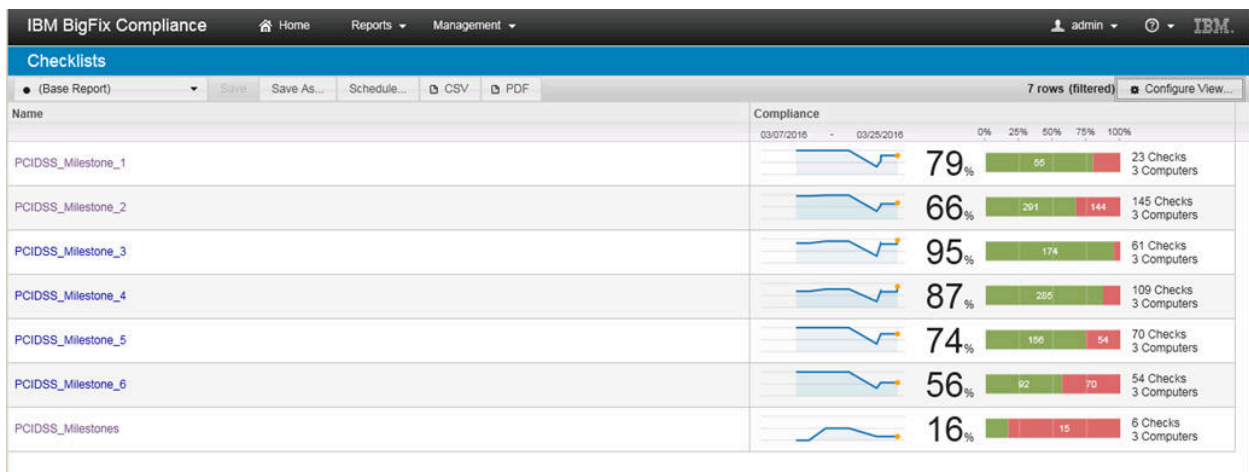 IBM BigFix Compliance Home Reports Management admin IBM.
Checklists
(Base Report) Save Save As... Schedule... CSV PDF 7 rows (filtered) Configure View...
Name Compliance
03/07/2016 - 03/25/2016 0% 25% 50% 75% 100%
PCIDSS_Milestone_1 79% 55 23 Checks
3 Computers
PCIDSS_Milestone_2 66% 291 144 145 Checks
3 Computers
PCIDSS_Milestone_3 95% 174 61 Checks
3 Computers
PCIDSS_Milestone_4 87% 285 109 Checks
3 Computers
PCIDSS_Milestone_5 74% 156 54 70 Checks
3 Computers
PCIDSS_Milestone_6 56% 92 70 54 Checks
3 Computers
PCIDSS_Milestones 16% 15 6 Checks
3 Computers